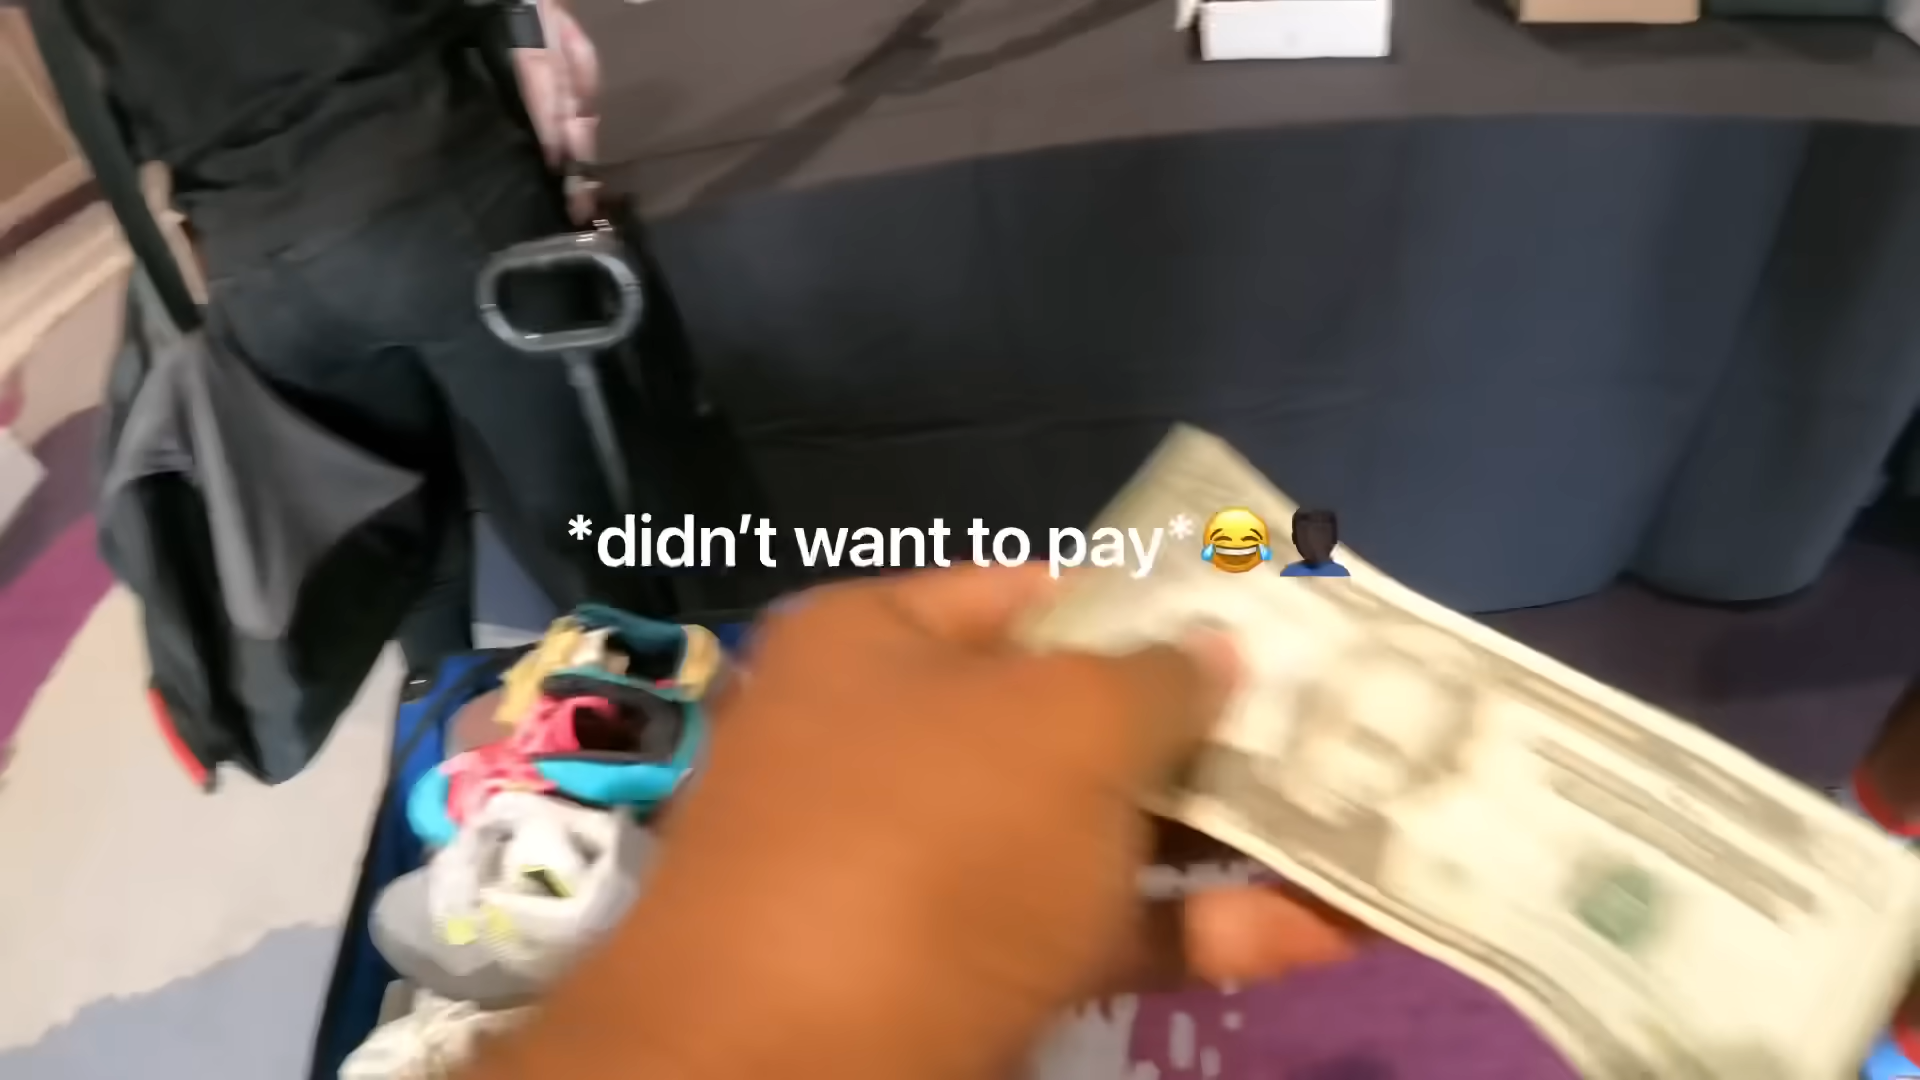 *didn’t want to pay*😂🤦🏿‍♂️